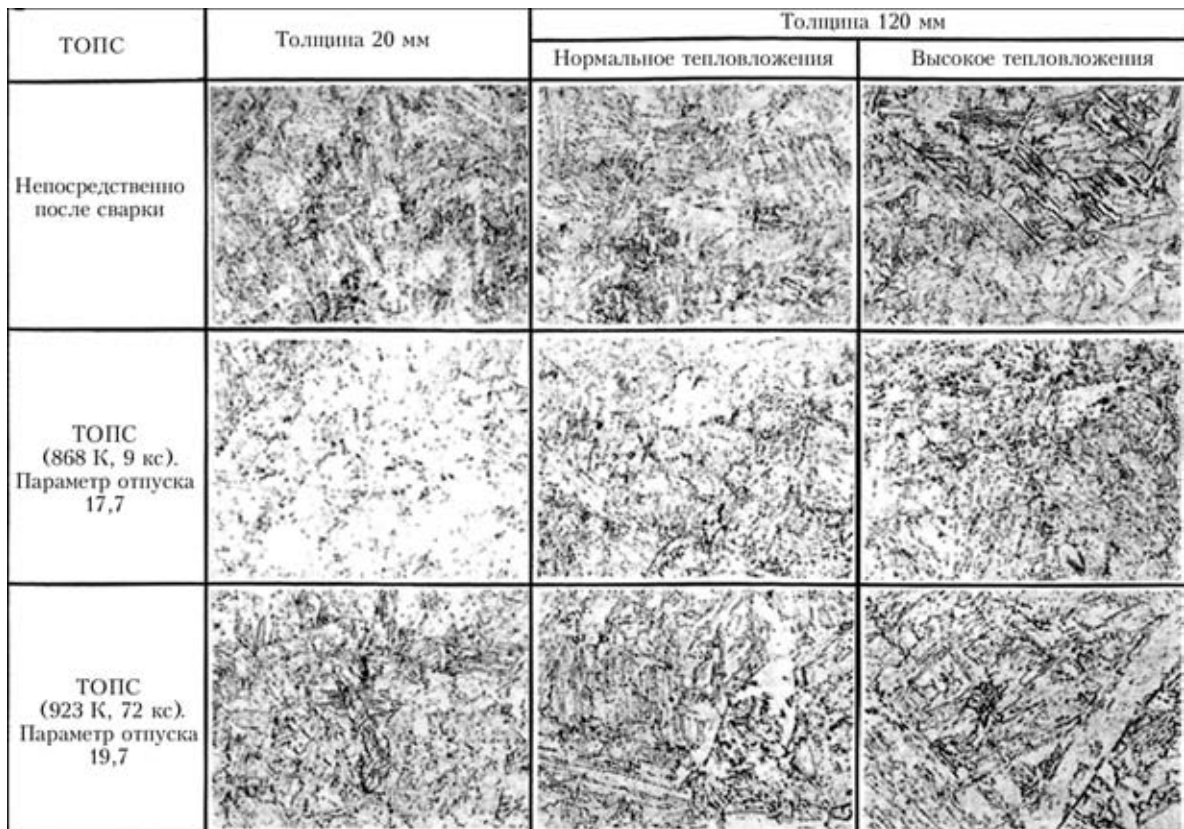 ТОПС
Толщина 20 мм
Толщина 120 мм
Нормальное тепловложения
Высокое тепловложения
Непосредственно
после сварки
ТОПС
(868 К, 9 кс).
Параметр отпуска
17,7
ТОПС
(923 К, 72 кс).
Параметр отпуска
19,7